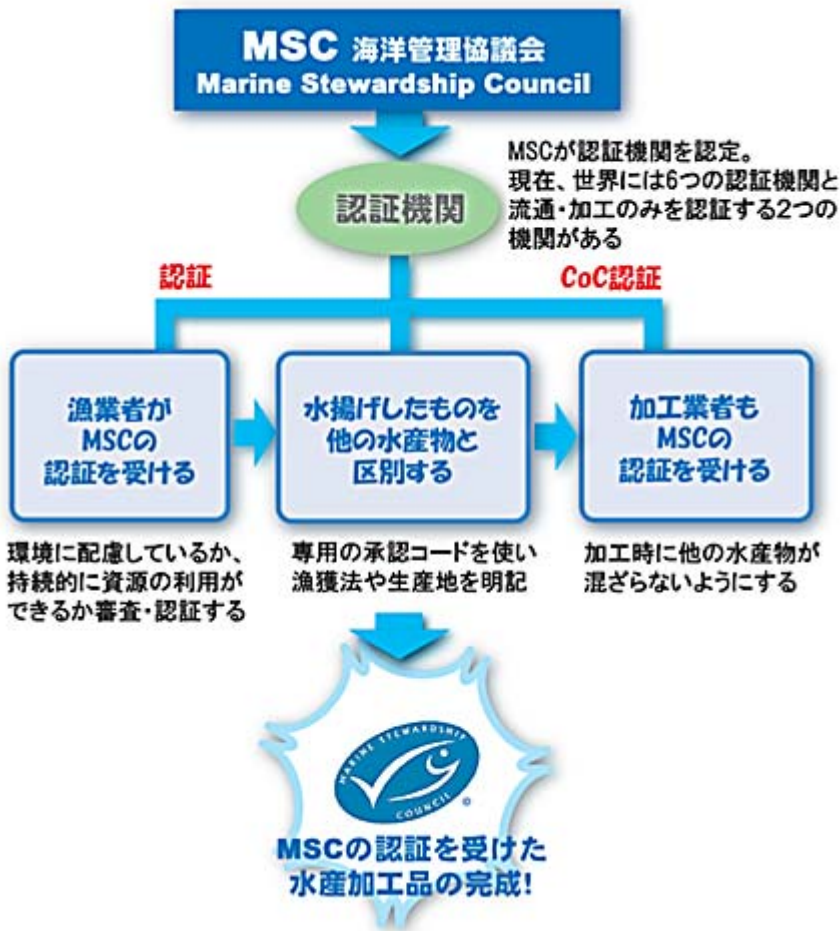 MSC 海洋管理協議会
Marine Stewardship Council
MSCが認証機関を認定。
現在、世界には6つの認証機関と
流通・加工のみを認証する2つの
機関がある
認証機関
認証
CoC認証
漁業者が
MSCの
認証を受ける
水揚げしたものを
他の水産物と
区別する
加工業者も
MSCの
認証を受ける
環境に配慮しているか、
持続的に資源の利用が
できるか審査・認証する
専用の承認コードを使い
漁獲法や生産地を明記
加工時に他の水産物が
混ざらないようにする
MARINE STEWARDSHIP
COUNCIL
®
MSCの認証を受けた
水産加工品の完成!